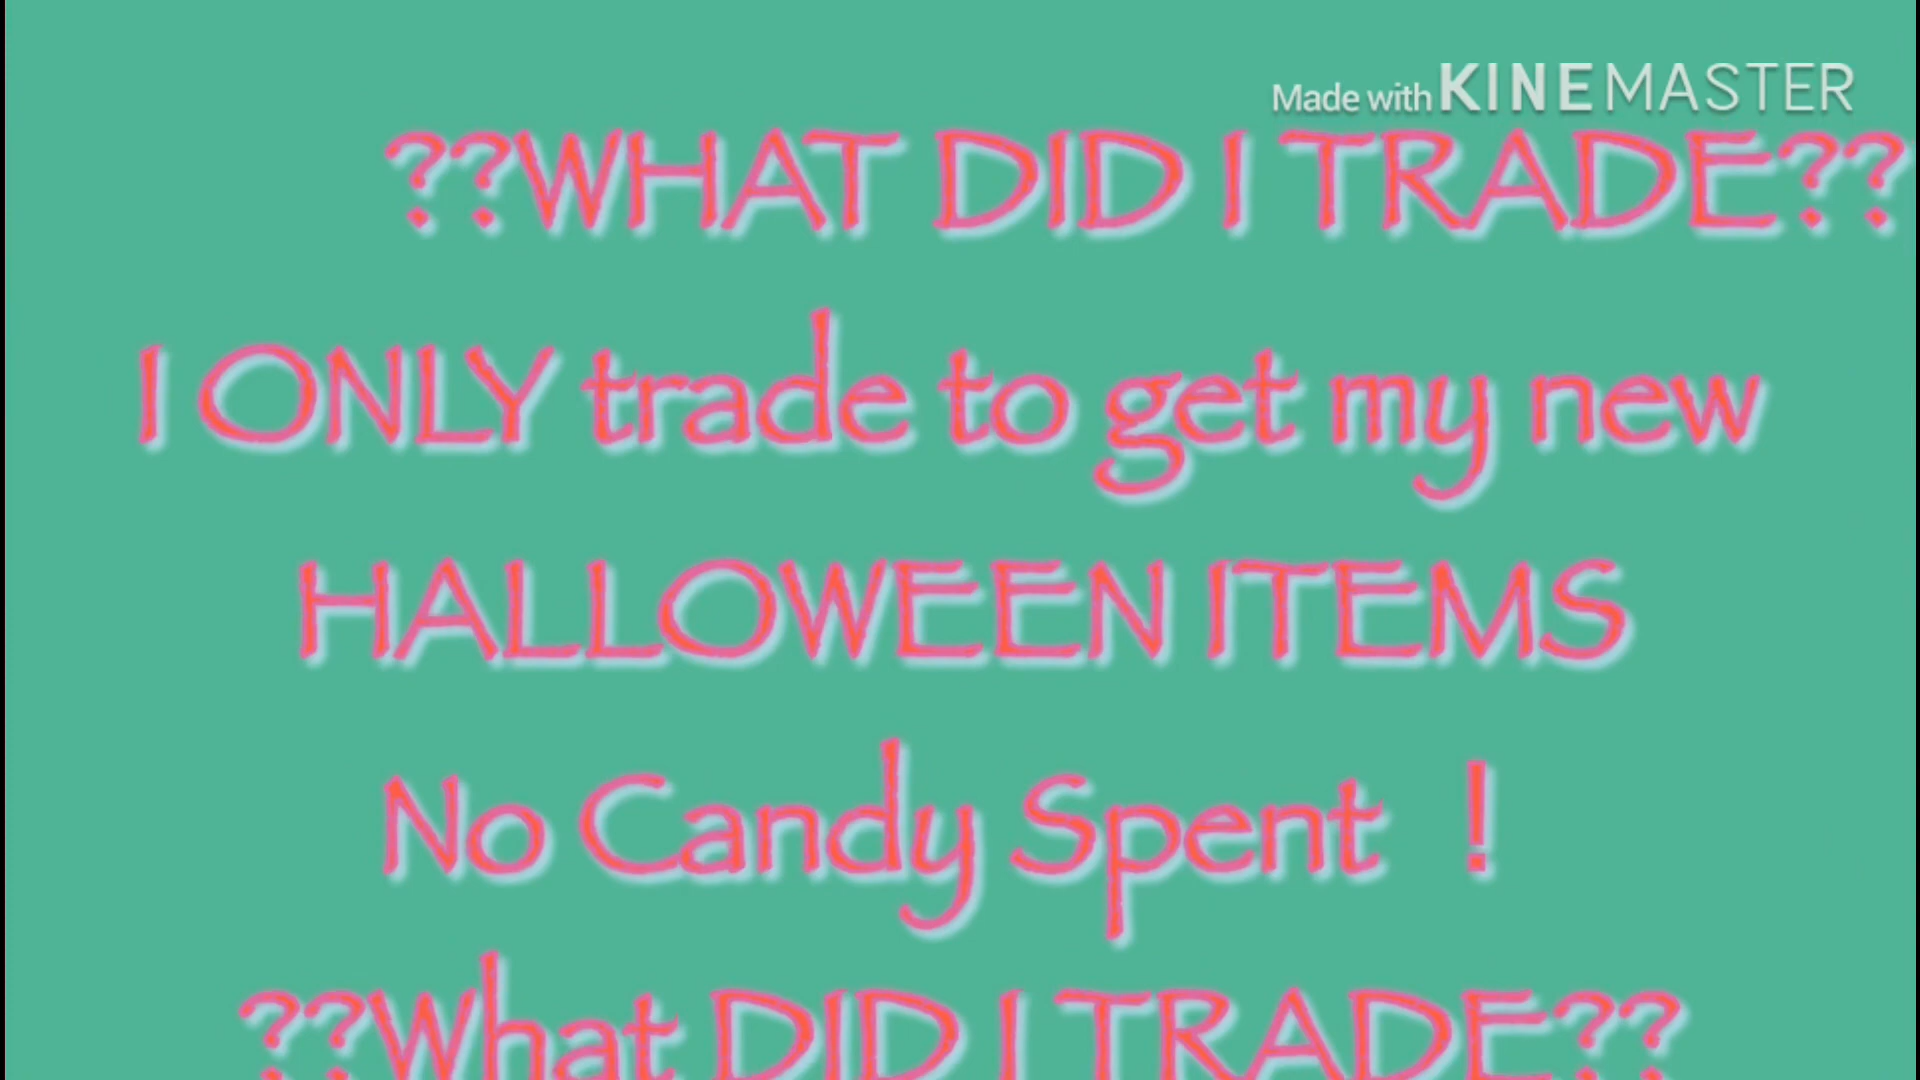 Made with KINEMASTER
??WHAT DID I TRADE??
I ONLY trade to get my new
HALLOWEEN ITEMS
No Candy Spent !
??What DID I TRADE??